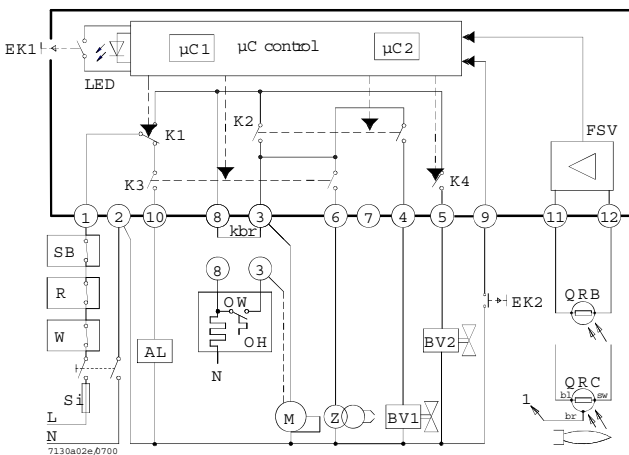 µC1 µC control µC2
EK1
LED
FSV
K1 K2
K3 K4
1 2 10 8 3 6 7 4 5 9 11 12
kbr
SB
R
W
Si
L
N
8 3
OW
OH
N
AL
M
Z
BV1
BV2
EK2
QRB
QRC
bl sw
br
1
7130a02e/0700